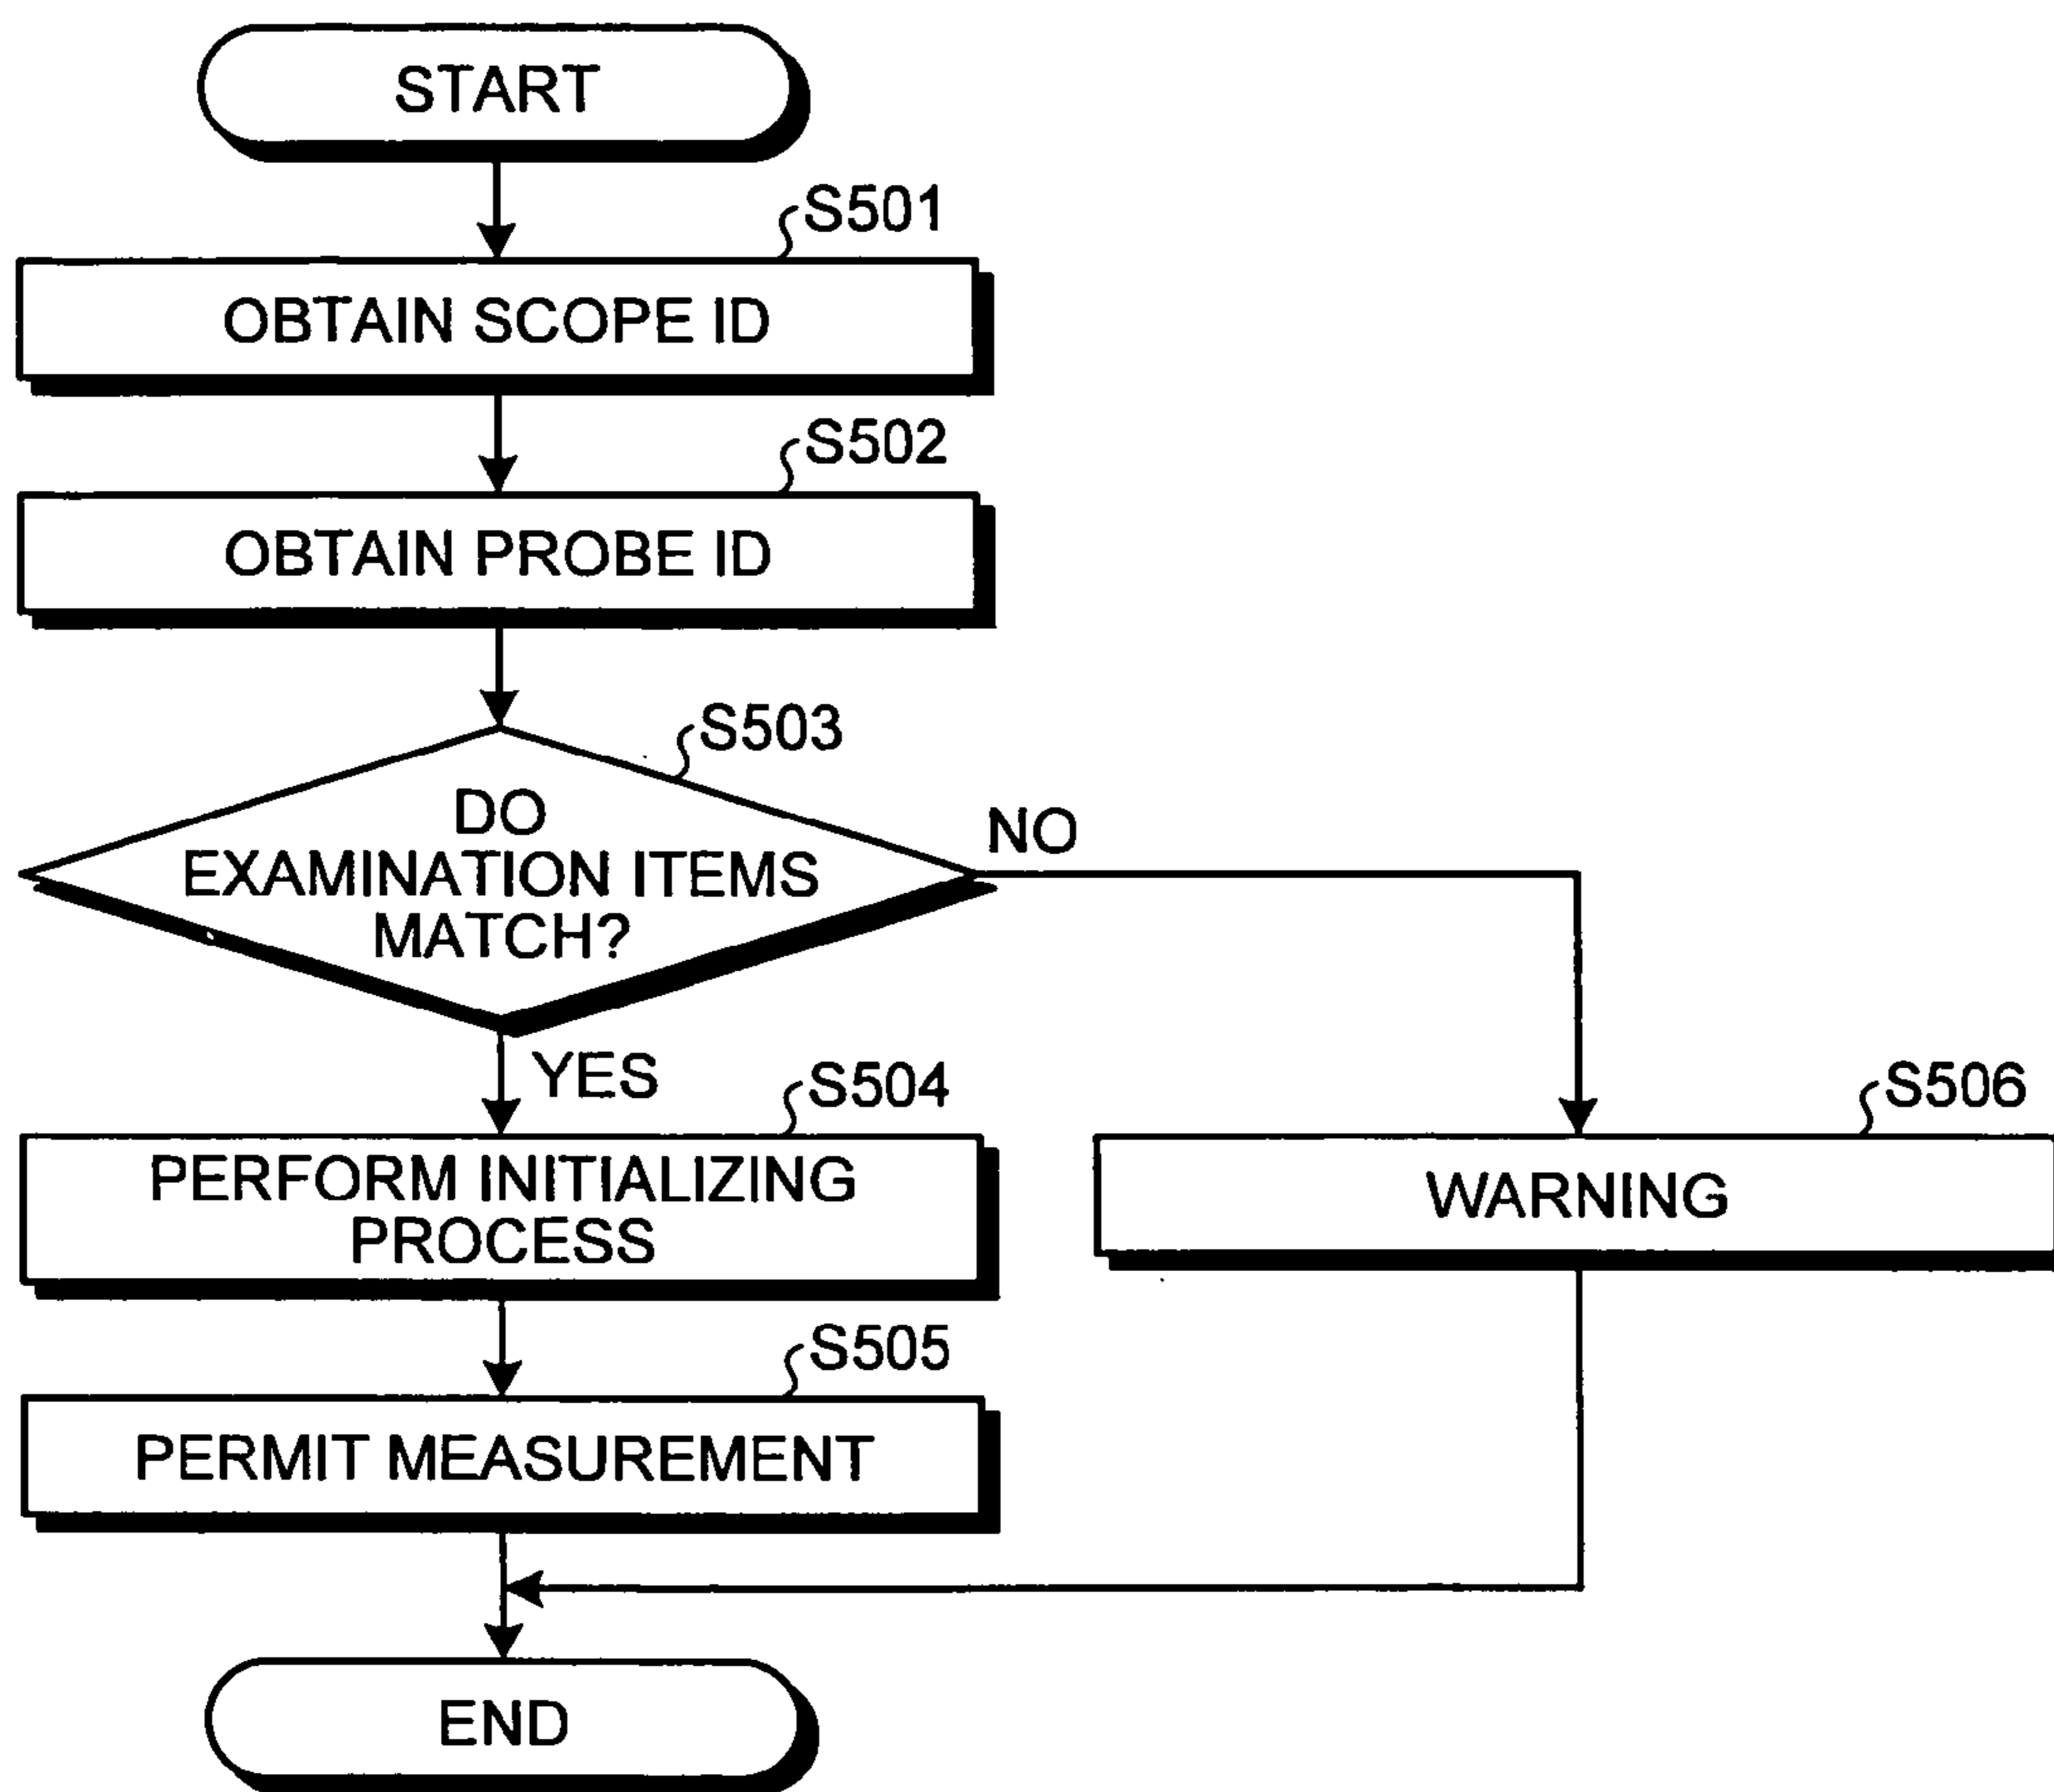 START
S501
OBTAIN SCOPE ID
S502
OBTAIN PROBE ID
S503
DO
EXAMINATION ITEMS
MATCH?
NO
YES
S504
PERFORM INITIALIZING
PROCESS
S506
WARNING
S505
PERMIT MEASUREMENT
END